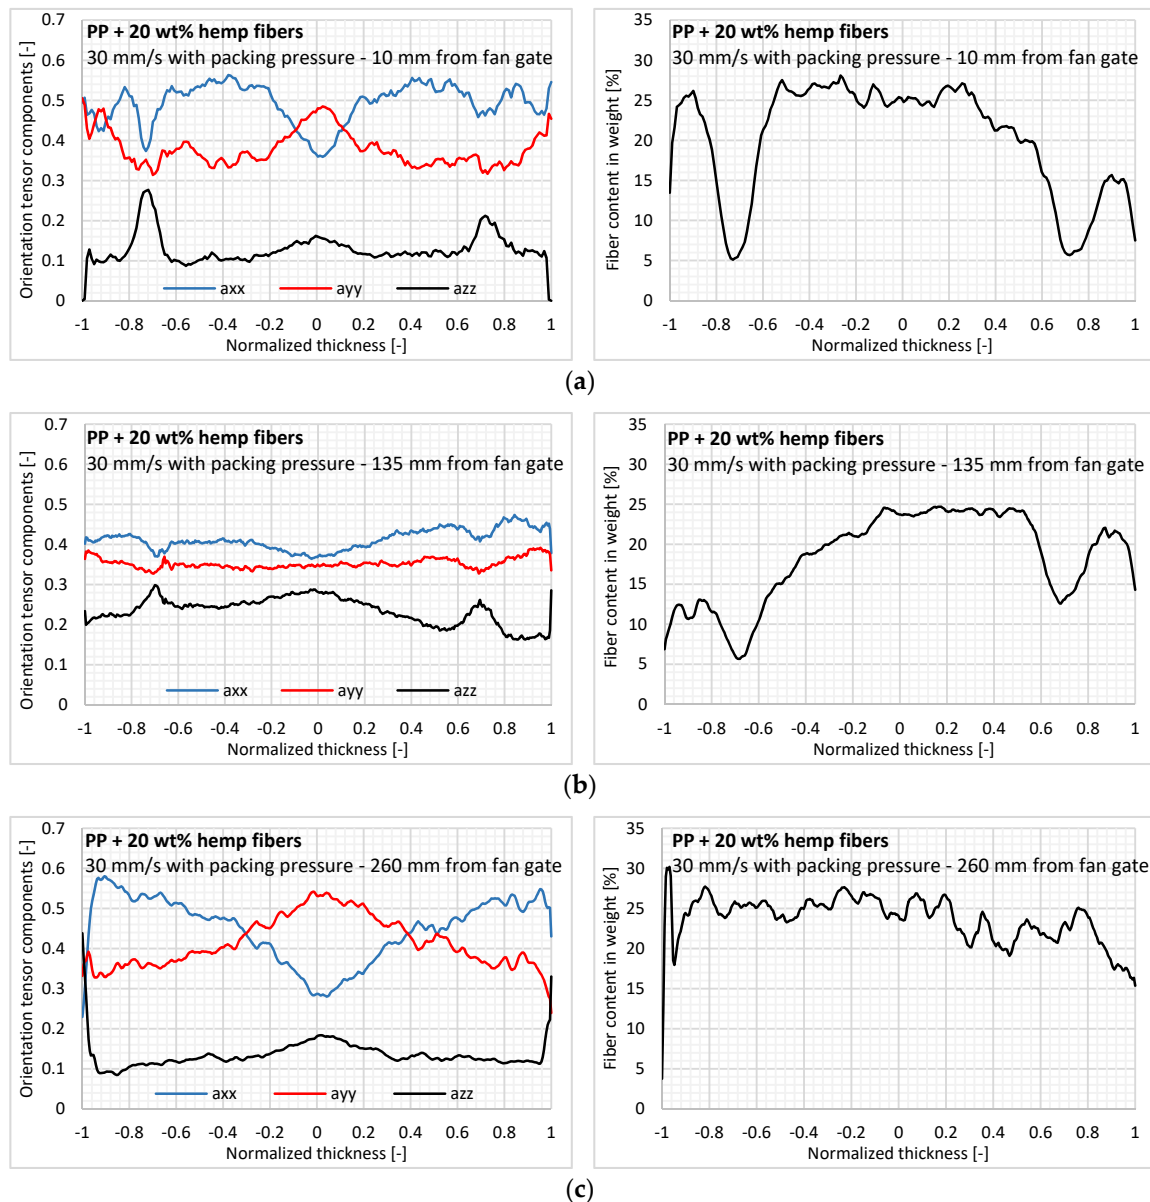 0.7
0.6
0.5
0.4
0.3
0.2
0.1
0
Orientation tensor components [-]
PP + 20 wt% hemp fibers
30 mm/s with packing pressure - 10 mm from fan gate
axx ayy azz
-1 -0.8 -0.6 -0.4 -0.2 0 0.2 0.4 0.6 0.8 1
Normalized thickness [-]
35
30
25
20
15
10
5
0
Fiber content in weight [%]
PP + 20 wt% hemp fibers
30 mm/s with packing pressure - 10 mm from fan gate
-1 -0.8 -0.6 -0.4 -0.2 0 0.2 0.4 0.6 0.8 1
Normalized thickness [-]
(a)
0.7
0.6
0.5
0.4
0.3
0.2
0.1
0
Orientation tensor components [-]
PP + 20 wt% hemp fibers
30 mm/s with packing pressure - 135 mm from fan gate
axx ayy azz
-1 -0.8 -0.6 -0.4 -0.2 0 0.2 0.4 0.6 0.8 1
Normalized thickness [-]
35
30
25
20
15
10
5
0
Fiber content in weight [%]
PP + 20 wt% hemp fibers
30 mm/s with packing pressure - 135 mm from fan gate
-1 -0.8 -0.6 -0.4 -0.2 0 0.2 0.4 0.6 0.8 1
Normalized thickness [-]
(b)
0.7
0.6
0.5
0.4
0.3
0.2
0.1
0
Orientation tensor components [-]
PP + 20 wt% hemp fibers
30 mm/s with packing pressure - 260 mm from fan gate
axx ayy azz
-1 -0.8 -0.6 -0.4 -0.2 0 0.2 0.4 0.6 0.8 1
Normalized thickness [-]
35
30
25
20
15
10
5
0
Fiber content in weight [%]
PP + 20 wt% hemp fibers
30 mm/s with packing pressure - 260 mm from fan gate
-1 -0.8 -0.6 -0.4 -0.2 0 0.2 0.4 0.6 0.8 1
Normalized thickness [-]
(c)